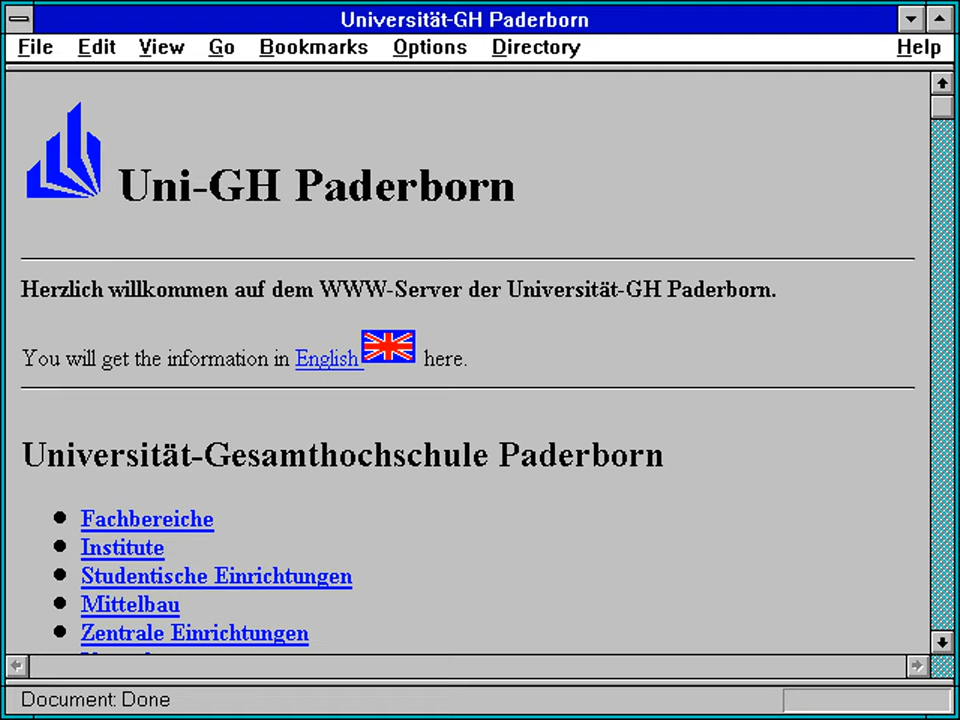 Universität-GH Paderborn
File Edit View Go Bookmarks Options Directory Help
Uni-GH Paderborn
Herzlich willkommen auf dem WWW-Server der Universität-GH Paderborn.
You will get the information in English here.
Universität-Gesamthochschule Paderborn
Fachbereiche
Institute
Studentische Einrichtungen
Mittelbau
Zentrale Einrichtungen
Document: Done